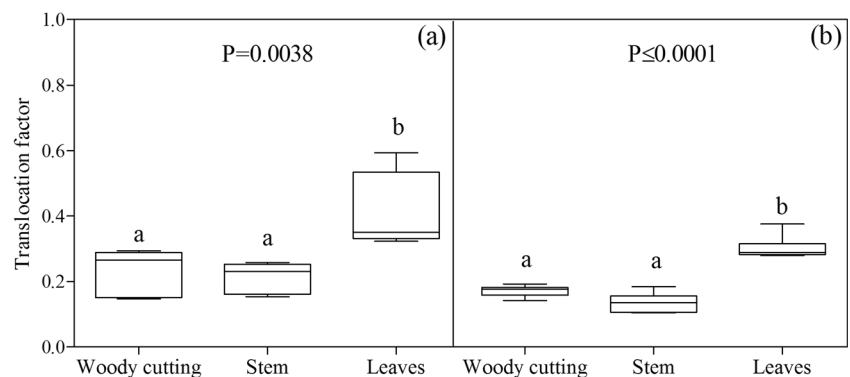 1.0
0.8
0.6
0.4
0.2
0.0
Translocation factor
P=0.0038
(a)
a
a
b
Woody cutting
Stem
Leaves
P≤0.0001
(b)
a
a
b
Woody cutting
Stem
Leaves